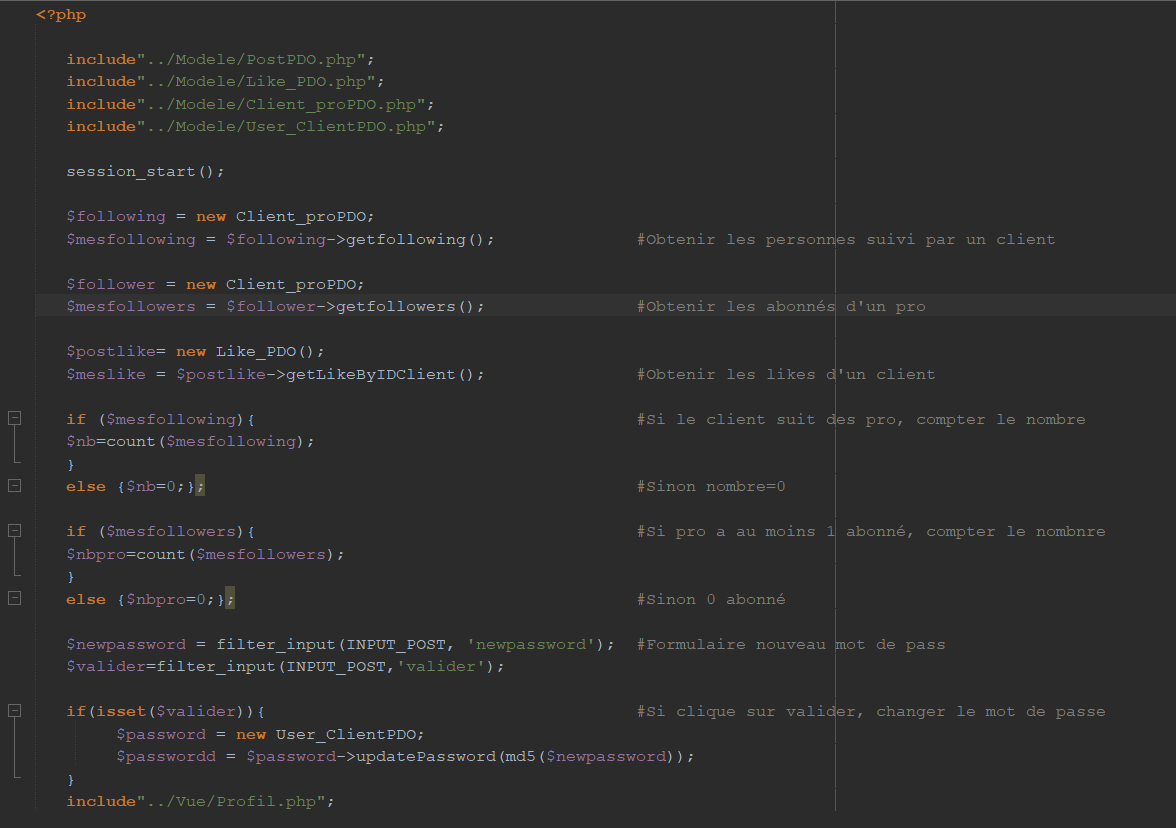 <?php
include"../Modele/PostPDO.php";
include"../Modele/Like_PDO.php";
include"../Modele/Client_proPDO.php";
include"../Modele/User_ClientPDO.php";
session_start();
$following = new Client_proPDO;
$mesfollowing = $following->getfollowing(); #Obtenir les personnes suivi par un client
$follower = new Client_proPDO;
$mesfollowers = $follower->getfollowers(); #Obtenir les abonnés d'un pro
$postlike= new Like_PDO();
$meslike = $postlike->getLikeByIDClient(); #Obtenir les likes d'un client
if ($mesfollowing){ #Si le client suit des pro, compter le nombre
$nb=count($mesfollowing);
}
else {$nb=0;}; #Sinon nombre=0
if ($mesfollowers){ #Si pro a au moins 1 abonné, compter le nombnre
$nbpro=count($mesfollowers);
}
else {$nbpro=0;}; #Sinon 0 abonné
$newpassword = filter_input(INPUT_POST, 'newpassword'); #Formulaire nouveau mot de pass
$valider=filter_input(INPUT_POST,'valider');
if(isset($valider)){ #Si clique sur valider, changer le mot de passe
$password = new User_ClientPDO;
$passwordd = $password->updatePassword(md5($newpassword));
}
include"../Vue/Profil.php";